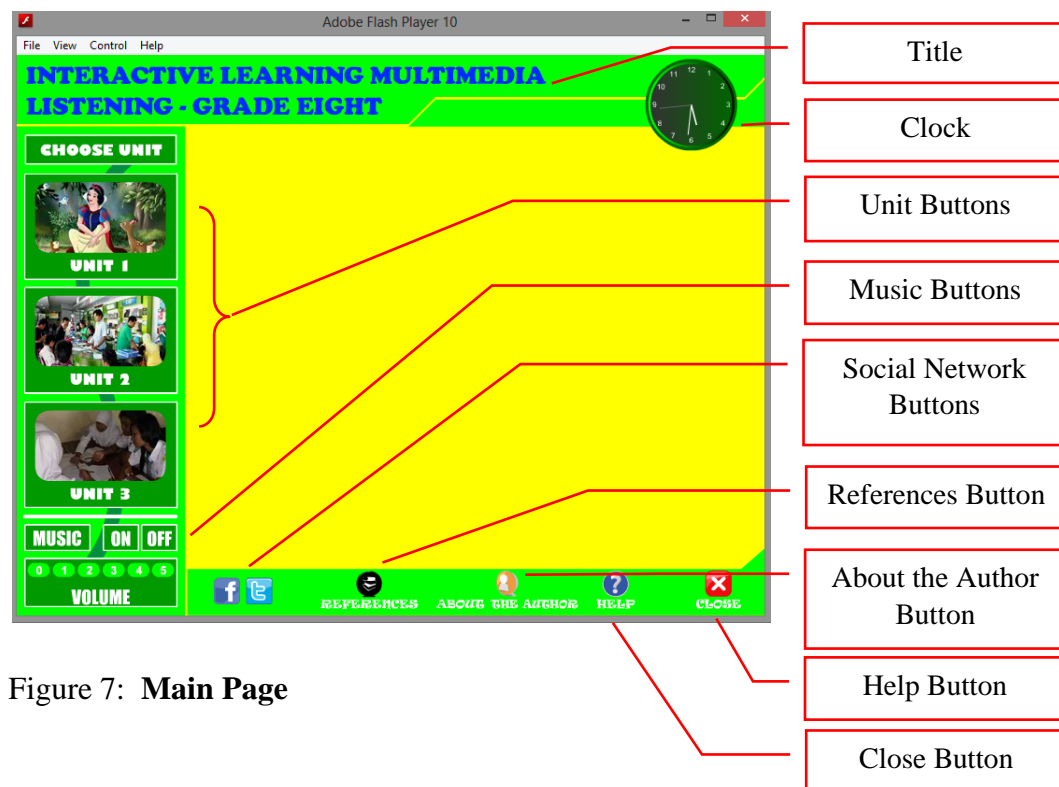 Adobe Flash Player 10
File View Control Help
INTERACTIVE LEARNING MULTIMEDIA
LISTENING - GRADE EIGHT
12
1
2
3
4
5
6
7
8
9
10
11
CHOOSE UNIT
UNIT 1
UNIT 2
UNIT 3
MUSIC ON OFF
0 1 2 3 4 5
VOLUME
f t
REFERENCES ABOUT THE AUTHOR HELP CLOSE
?
Title
Clock
Unit Buttons
Music Buttons
Social Network
Buttons
References Button
About the Author
Button
Help Button
Close Button
Figure 7: Main Page